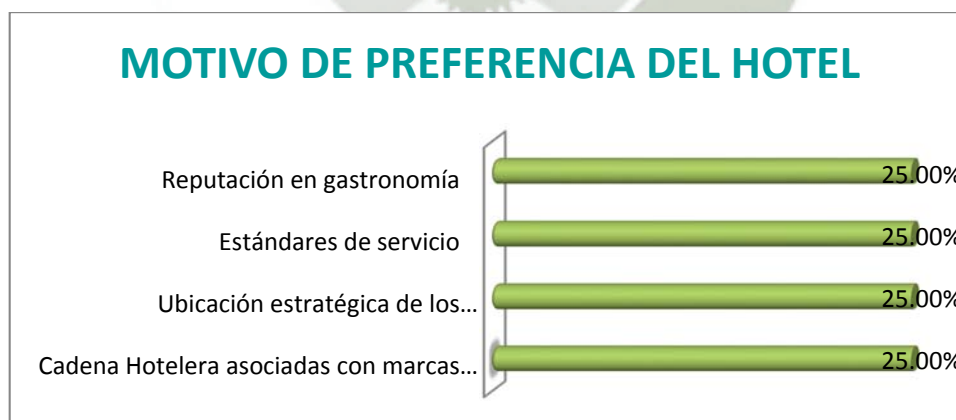 MOTIVO DE PREFERENCIA DEL HOTEL
Reputación en gastronomía 25.00%
Estándares de servicio 25.00%
Ubicación estratégica de los... 25.00%
Cadena Hotelera asociadas con marcas... 25.00%